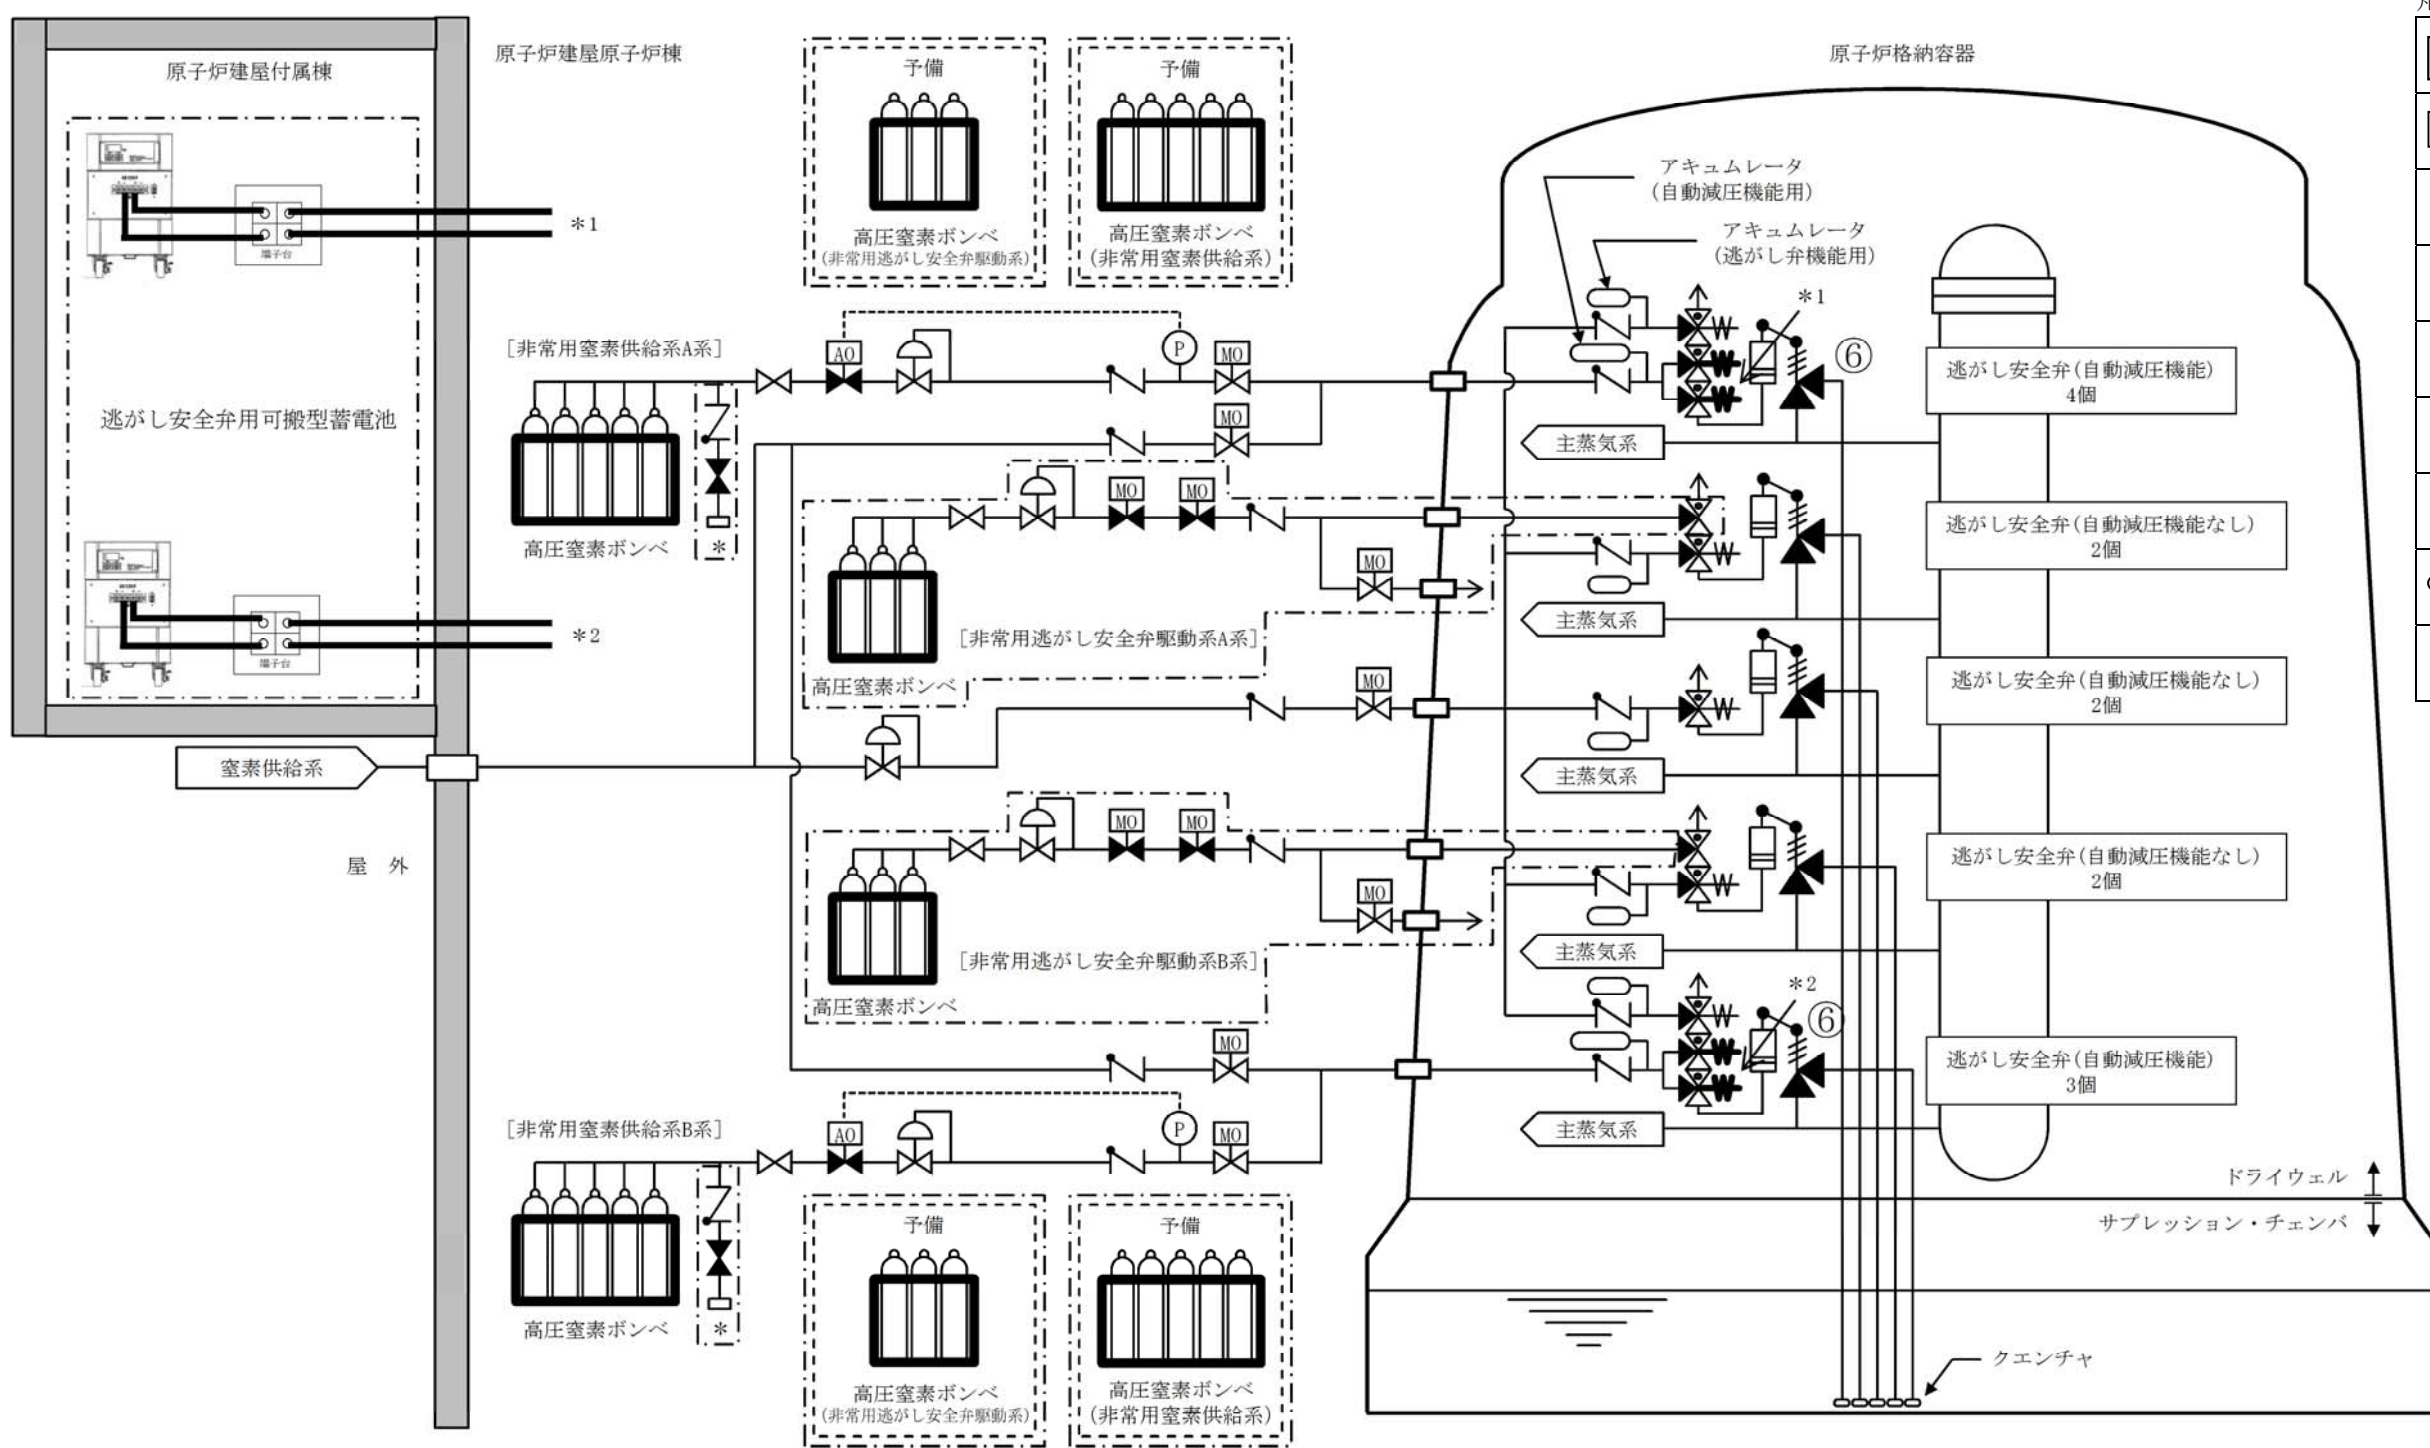 原子炉建屋付属棟
原子炉建屋原子炉棟
原子炉格納容器
予備
高圧窒素ボンベ
(非常用逃がし安全弁駆動系)
予備
高圧窒素ボンベ
(非常用窒素供給系)
端子台
*1
逃がし安全弁用可搬型蓄電池
端子台
*2
窒素供給系
屋 外
[非常用窒素供給系A系]
AO
P
MO
MO
高圧窒素ボンベ
*
MO
MO
MO
[非常用逃がし安全弁駆動系A系]
高圧窒素ボンベ
MO
MO
MO
MO
[非常用逃がし安全弁駆動系B系]
高圧窒素ボンベ
MO
[非常用窒素供給系B系]
AO
P
MO
高圧窒素ボンベ
*
予備
高圧窒素ボンベ
(非常用逃がし安全弁駆動系)
予備
高圧窒素ボンベ
(非常用窒素供給系)
アキュムレータ
(自動減圧機能用)
アキュムレータ
(逃がし弁機能用)
*1
⑥
逃がし安全弁(自動減圧機能)
4個
主蒸気系
逃がし安全弁(自動減圧機能なし)
2個
主蒸気系
逃がし安全弁(自動減圧機能なし)
2個
主蒸気系
逃がし安全弁(自動減圧機能なし)
2個
主蒸気系
*2
⑥
逃がし安全弁(自動減圧機能)
3個
主蒸気系
ドライウェル
サプレッション・チェンバ
クエンチャ